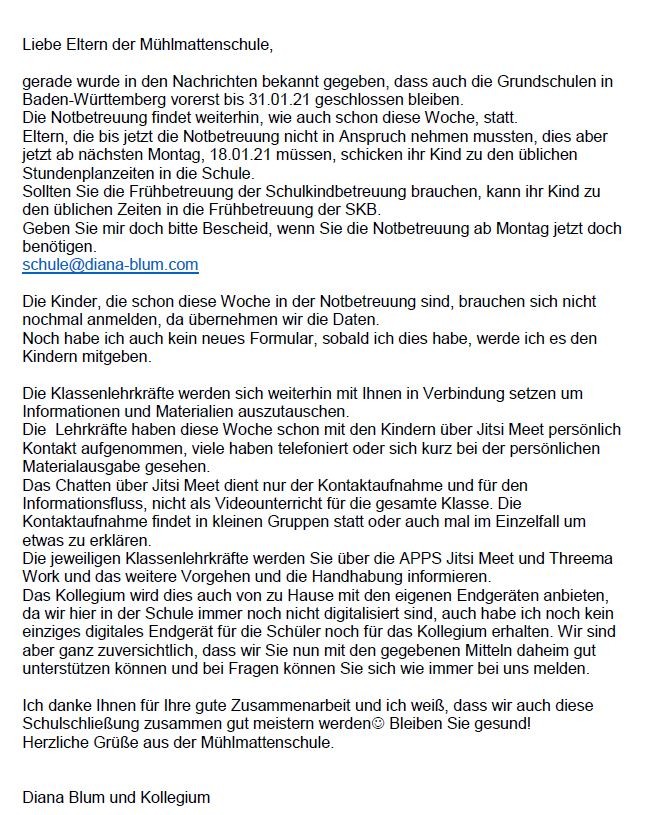 Liebe Eltern der Mühlmattenschule,
gerade wurde in den Nachrichten bekannt gegeben, dass auch die Grundschulen in
Baden-Württemberg vorerst bis 31.01.21 geschlossen bleiben.
Die Notbetreuung findet weiterhin, wie auch schon diese Woche, statt.
Eltern, die bis jetzt die Notbetreuung nicht in Anspruch nehmen mussten, dies aber
jetzt ab nächsten Montag, 18.01.21 müssen, schicken ihr Kind zu den üblichen
Stundenplanzeiten in die Schule.
Sollten Sie die Frühbetreuung der Schulkindbetreuung brauchen, kann ihr Kind zu
den üblichen Zeiten in die Frühbetreuung der SKB.
Geben Sie mir doch bitte Bescheid, wenn Sie die Notbetreuung ab Montag jetzt doch
benötigen.
schule@diana-blum.com
Die Kinder, die schon diese Woche in der Notbetreuung sind, brauchen sich nicht
nochmal anmelden, da übernehmen wir die Daten.
Noch habe ich auch kein neues Formular, sobald ich dies habe, werde ich es den
Kindern mitgeben.
Die Klassenlehrkräfte werden sich weiterhin mit Ihnen in Verbindung setzen um
Informationen und Materialien auszutauschen.
Die  Lehrkräfte haben diese Woche schon mit den Kindern über Jitsi Meet persönlich
Kontakt aufgenommen, viele haben telefoniert oder sich kurz bei der persönlichen
Materialausgabe gesehen.
Das Chatten über Jitsi Meet dient nur der Kontaktaufnahme und für den
Informationsfluss, nicht als Videounterricht für die gesamte Klasse. Die
Kontaktaufnahme findet in kleinen Gruppen statt oder auch mal im Einzelfall um
etwas zu erklären.
Die jeweiligen Klassenlehrkräfte werden Sie über die APPS Jitsi Meet und Threema
Work und das weitere Vorgehen und die Handhabung informieren.
Das Kollegium wird dies auch von zu Hause mit den eigenen Endgeräten anbieten,
da wir hier in der Schule immer noch nicht digitalisiert sind, auch habe ich noch kein
einziges digitales Endgerät für die Schüler noch für das Kollegium erhalten. Wir sind
aber ganz zuversichtlich, dass wir Sie nun mit den gegebenen Mitteln daheim gut
unterstützen können und bei Fragen können Sie sich wie immer bei uns melden.
Ich danke Ihnen für Ihre gute Zusammenarbeit und ich weiß, dass wir auch diese
Schulschließung zusammen gut meistern werden☺ Bleiben Sie gesund!
Herzliche Grüße aus der Mühlmattenschule.
Diana Blum und Kollegium